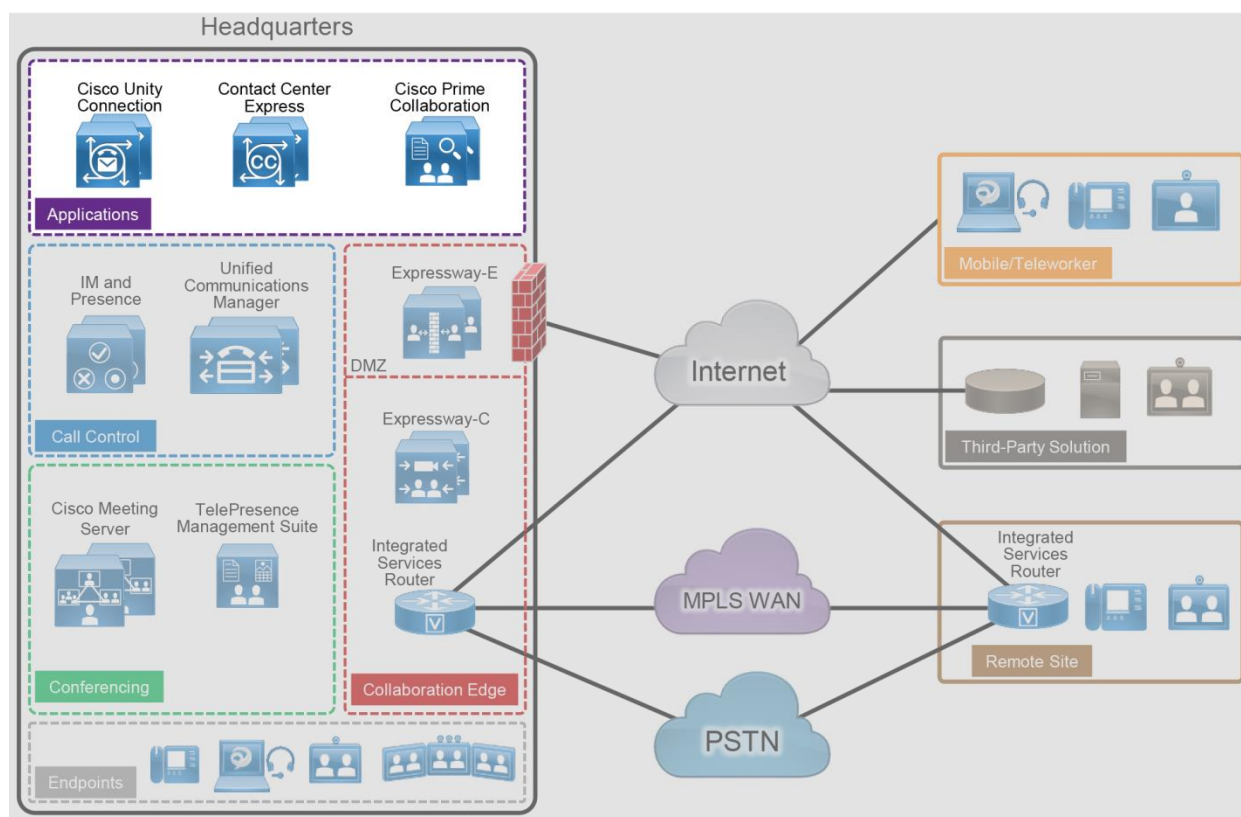 Headquarters
Cisco Unity
Connection
Contact Center
Express
Cisco Prime
Collaboration
CC
Applications
IM and
Presence
Unified
Communications
Manager
Call Control
Expressway-E
DMZ
Expressway-C
Integrated
Services
Router
V
Collaboration Edge
Cisco Meeting
Server
TelePresence
Management Suite
Conferencing
Endpoints
Internet
MPLS WAN
PSTN
Mobile/Teleworker
Third-Party Solution
Integrated
Services
Router
V
Remote Site